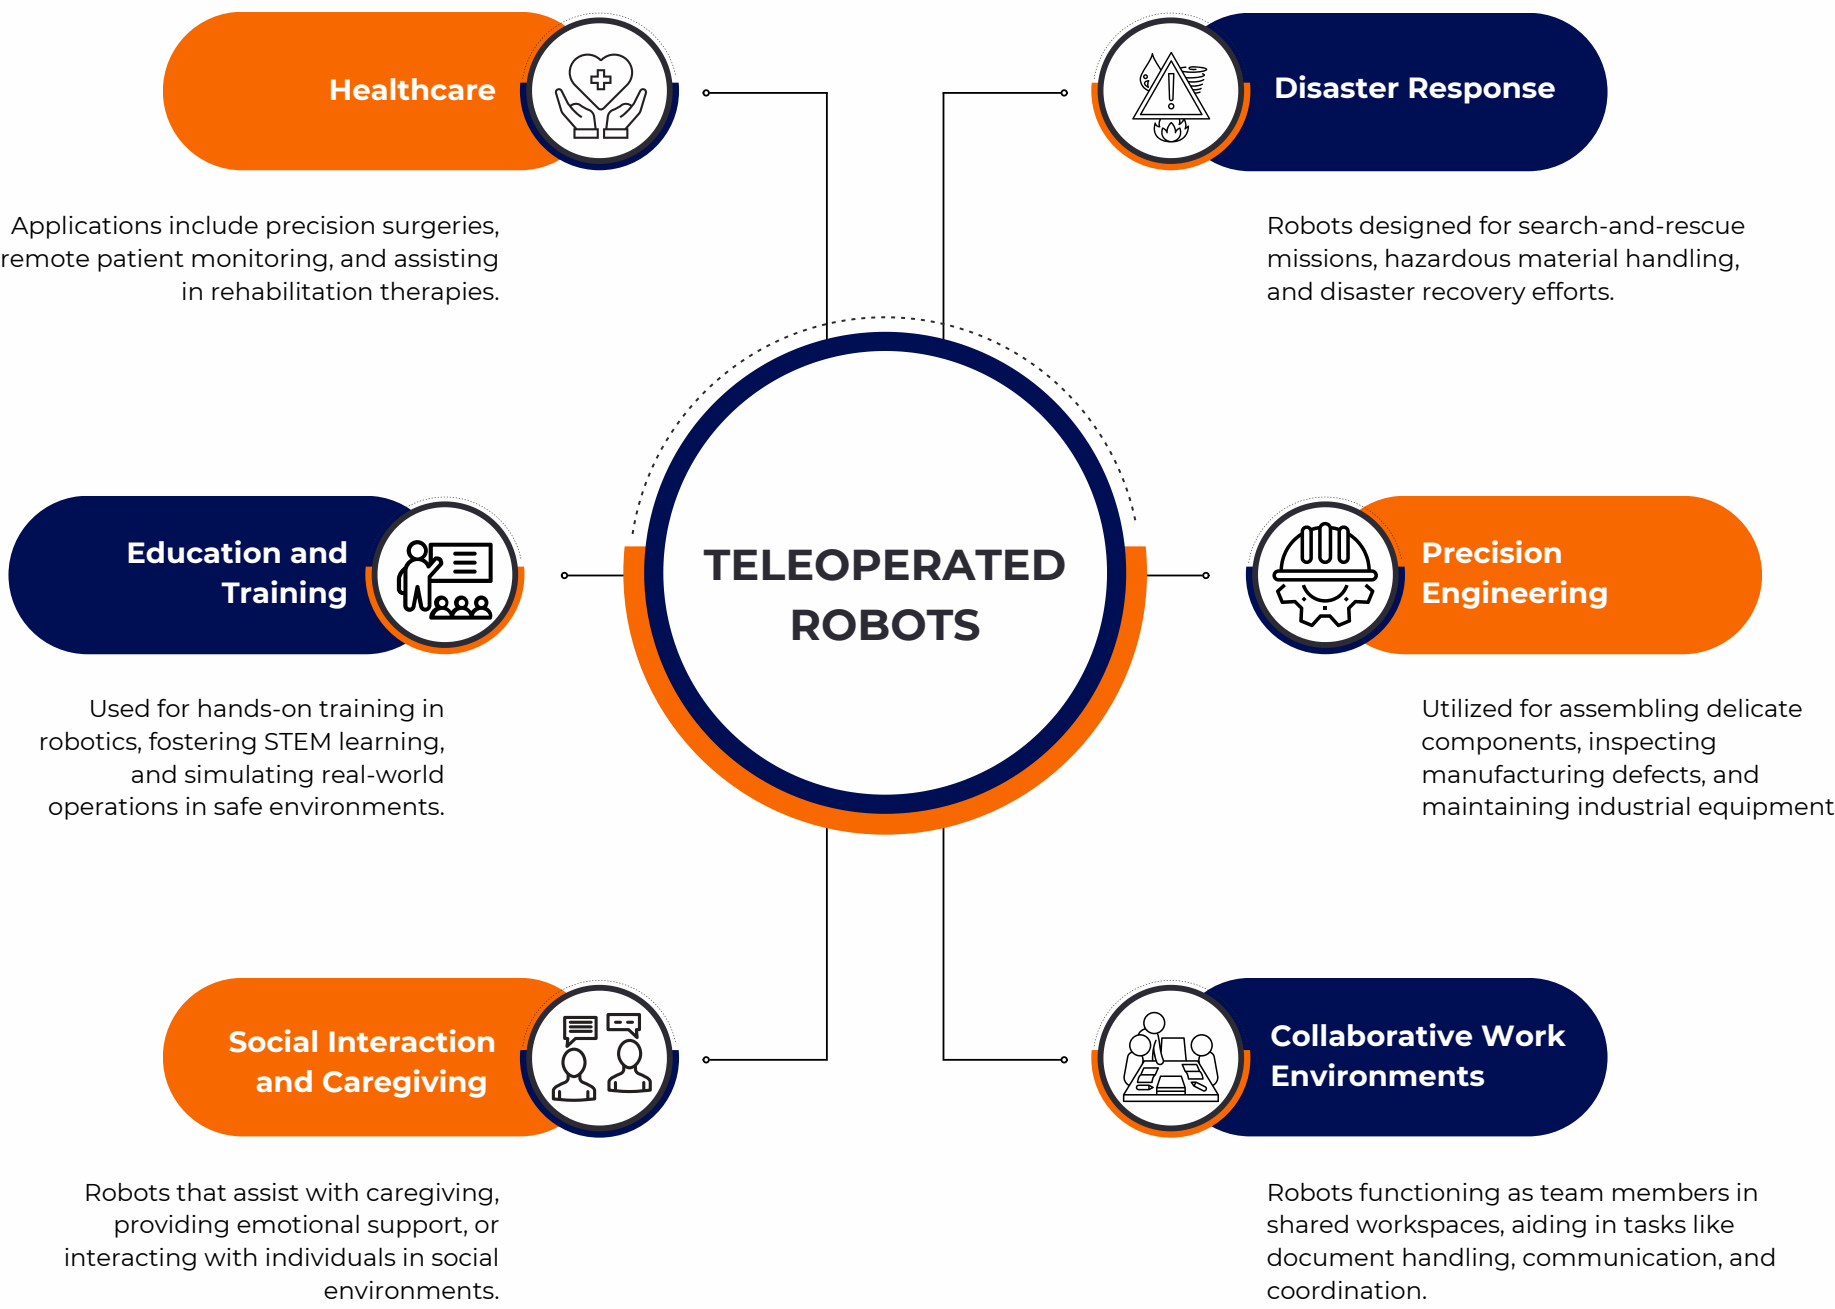 Healthcare
Applications include precision surgeries,
remote patient monitoring, and assisting
in rehabilitation therapies.
Disaster Response
Robots designed for search-and-rescue
missions, hazardous material handling,
and disaster recovery efforts.
TELEOPERATED
ROBOTS
Education and
Training
Used for hands-on training in
robotics, fostering STEM learning,
and simulating real-world
operations in safe environments.
Precision
Engineering
Utilized for assembling delicate
components, inspecting
manufacturing defects, and
maintaining industrial equipment
Social Interaction
and Caregiving
Robots that assist with caregiving,
providing emotional support, or
interacting with individuals in social
environments.
Collaborative Work
Environments
Robots functioning as team members in
shared workspaces, aiding in tasks like
document handling, communication, and
coordination.